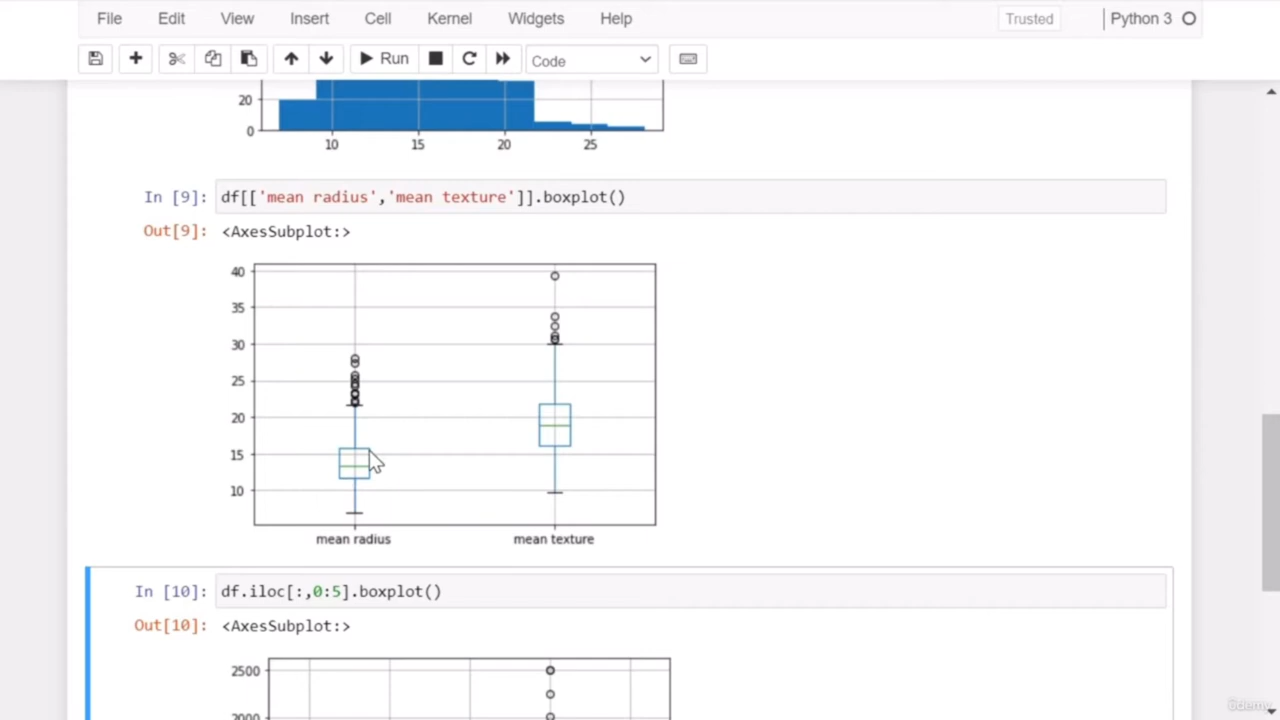 File Edit View Insert Cell Kernel Widgets Help Trusted Python 3
Run Code
20
0
10 15 20 25
In [9]: df[['mean radius','mean texture']].boxplot()
Out[9]: <AxesSubplot:>
40
35
30
25
20
15
10
mean radius mean texture
In [10]: df.iloc[:,0:5].boxplot()
Out[10]: <AxesSubplot:>
2500
2000
ûdemy